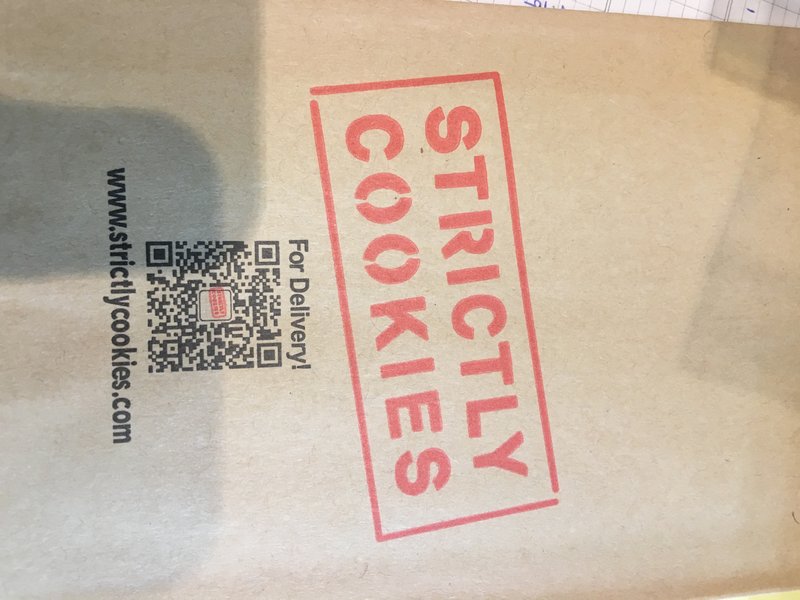 STRICTLY
COOKIES
For Delivery!
www.strictlycookies.com